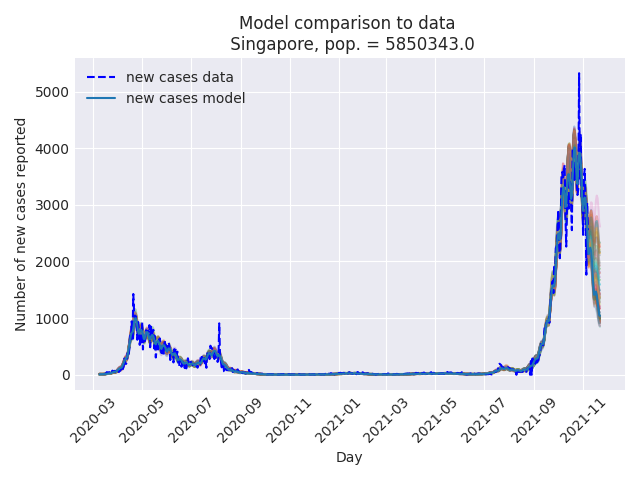 Model comparison to data
Singapore, pop. = 5850343.0
new cases data
new cases model
Number of new cases reported
5000
4000
3000
2000
1000
0
2020-03
2020-05
2020-07
2020-09
2020-11
2021-01
2021-03
2021-05
2021-07
2021-09
2021-11
Day